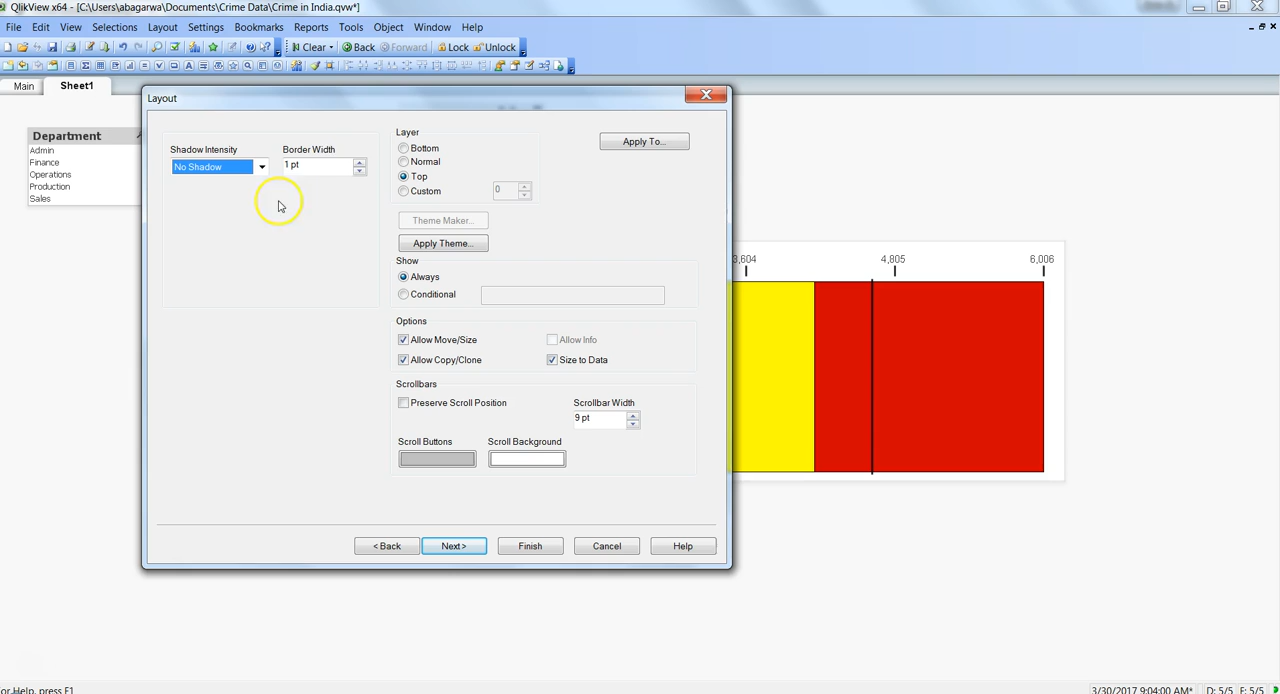 QlikView x64 - [C:\Users\abagarwa\Documents\Crime Data\Crime in India.qvw*]
File Edit View Selections Layout Settings Bookmarks Reports Tools Object Window Help
Clear Back Forward Lock Unlock
Main Sheet1
Department
Admin
Finance
Operations
Production
Sales
Layout
Shadow Intensity
No Shadow
Border Width
1 pt
Layer
Bottom
Normal
Top
Custom 0
Apply To...
Theme Maker...
Apply Theme...
Show
Always
Conditional
Options
Allow Move/Size Allow Info
Allow Copy/Clone Size to Data
Scrollbars
Preserve Scroll Position
Scrollbar Width
9 pt
Scroll Buttons Scroll Background
< Back Next > Finish Cancel Help
3,604 4,805 6,006
or Help, press F1
3/30/2017 9:04:00 AM* D: 5/5 F: 5/5